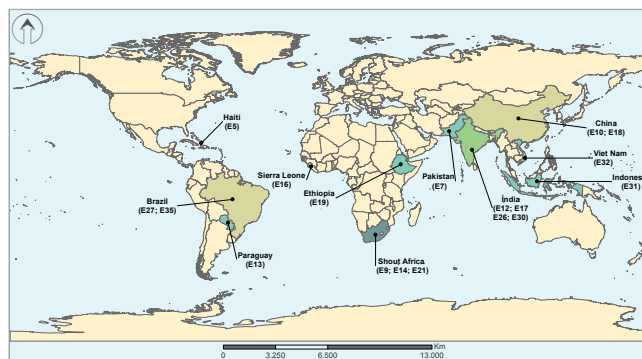 Haiti
(E5)
China
(E10; E18)
Viet Nam
(E32)
Sierra Leone
(E16)
Ethiopia
(E19)
Pakistan
(E7)
Indones
(E31)
Índia
(E12; E17
E26; E30)
Brazil
(E27; E35)
Paraguay
(E13)
Shout Africa
(E9; E14; E21)
Km
0 3.250 6.500 13.000